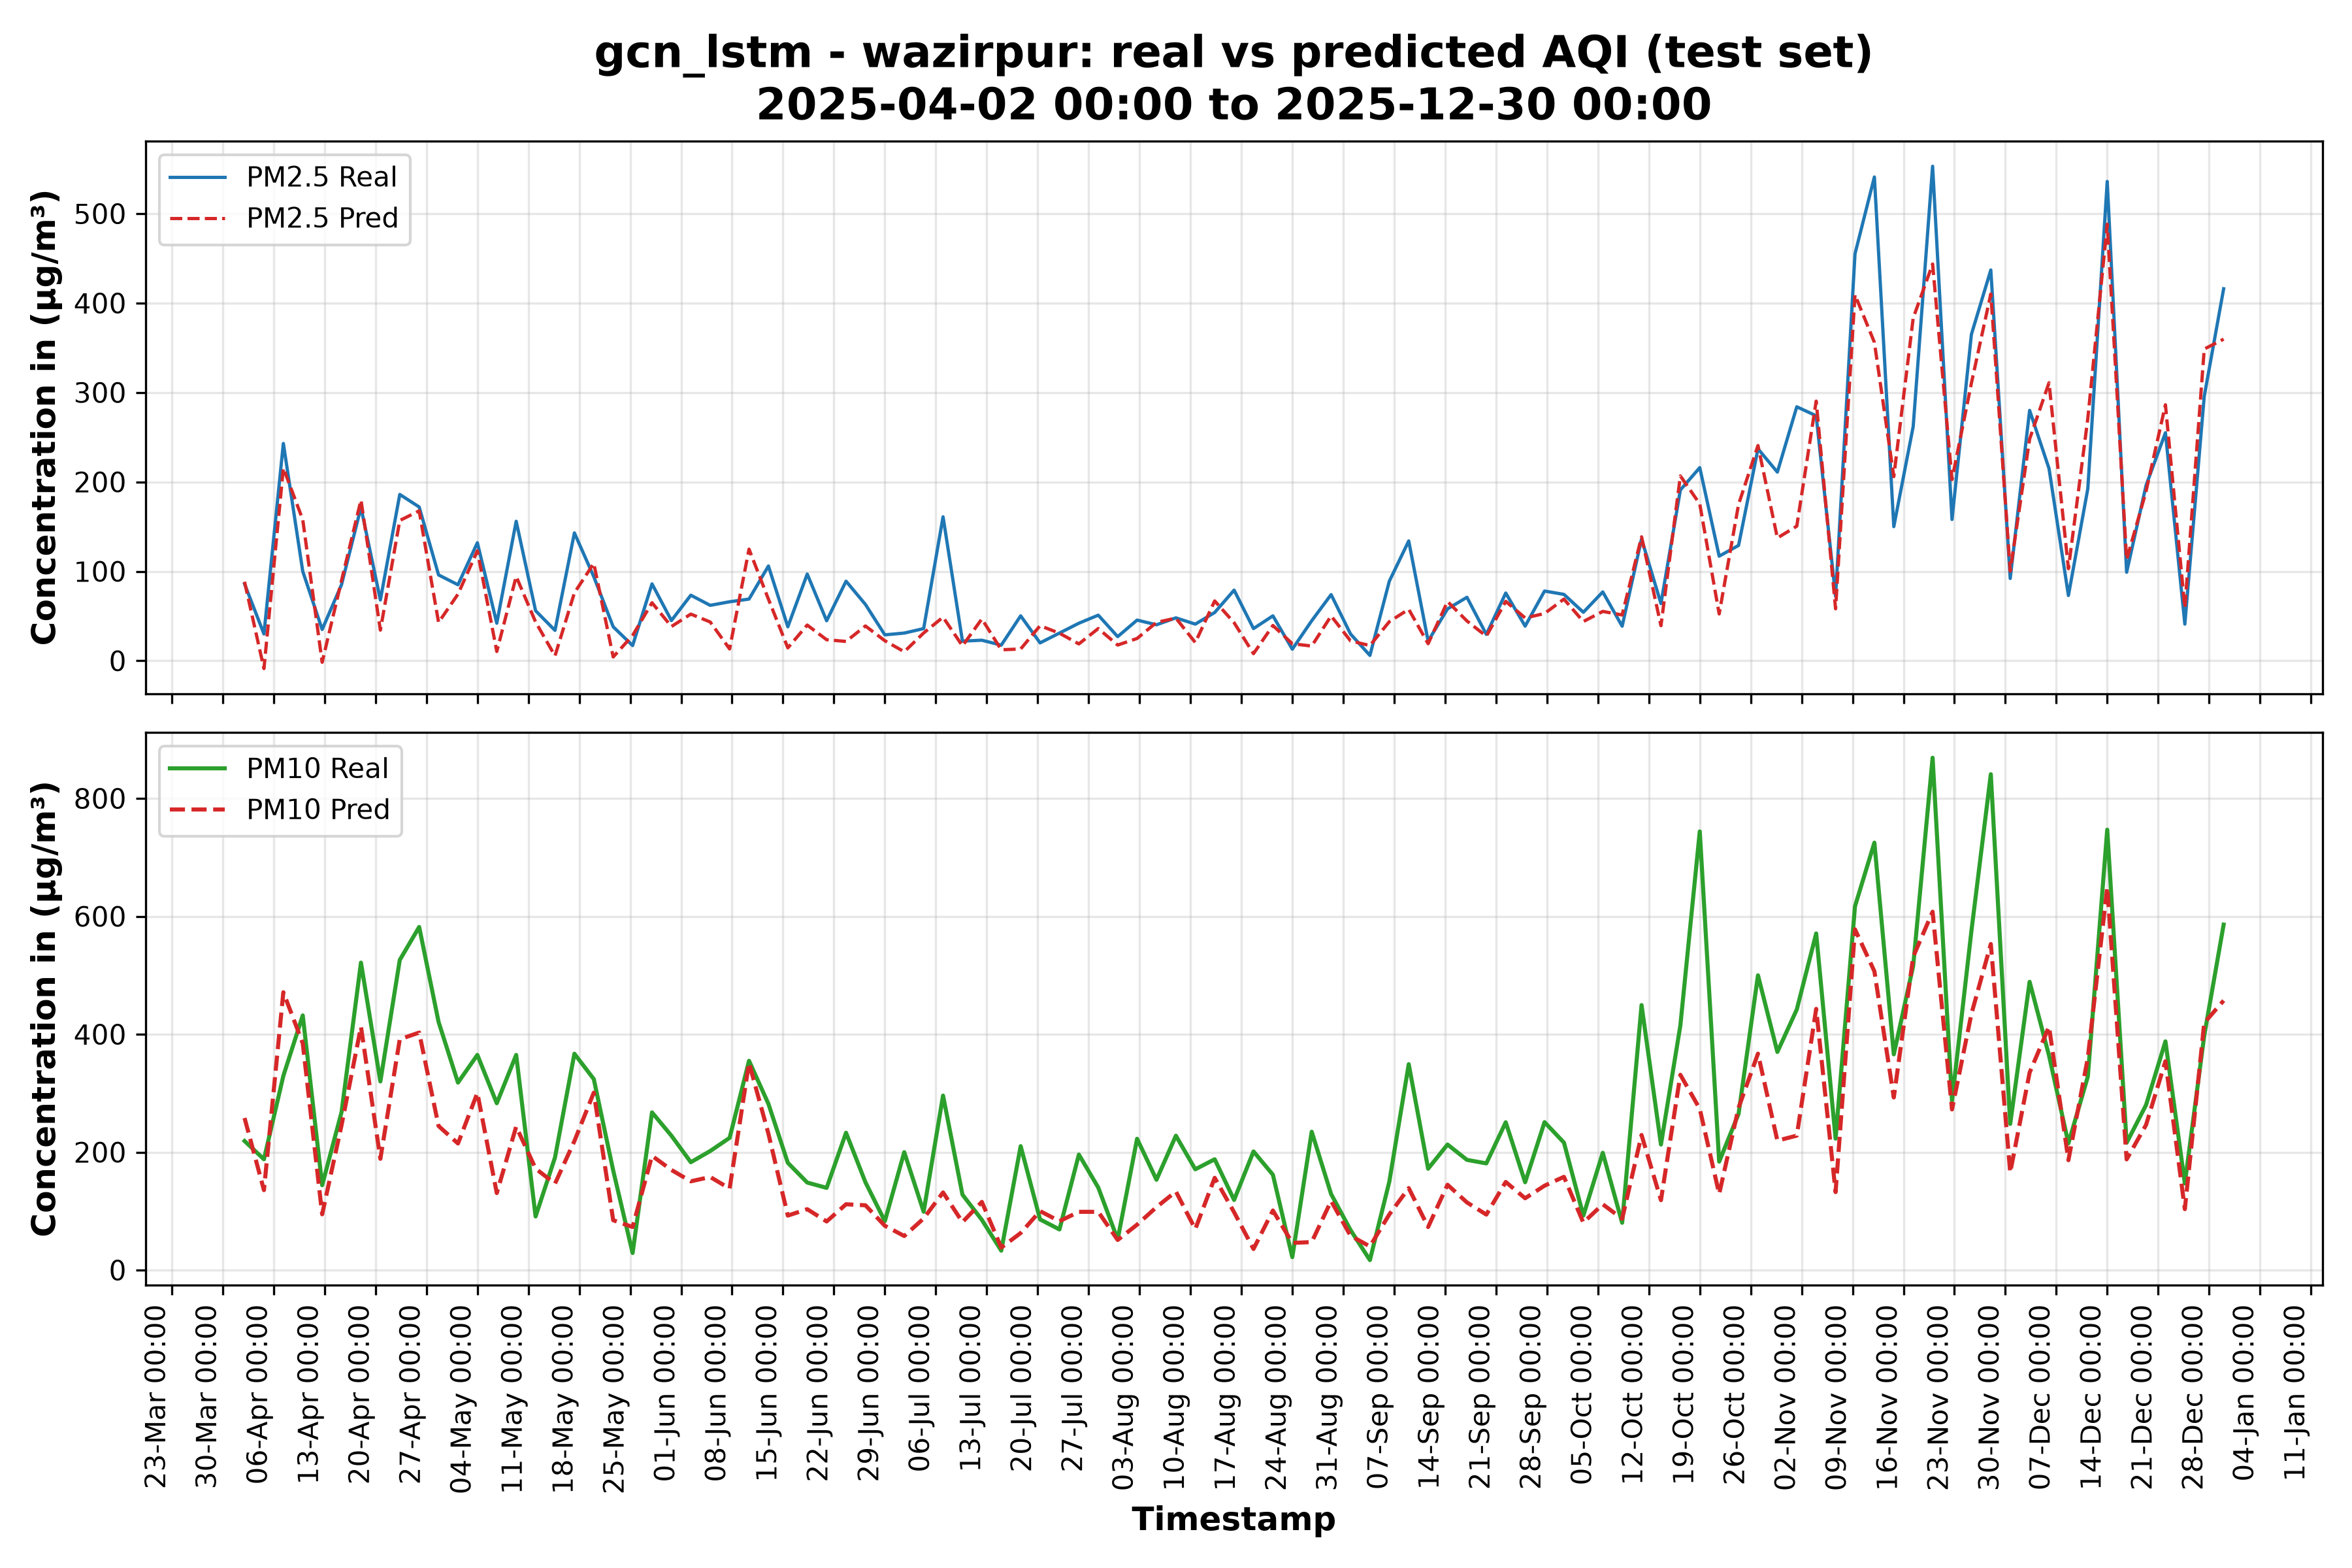 gcn_lstm - wazirpur: real vs predicted AQI (test set)
2025-04-02 00:00 to 2025-12-30 00:00
PM2.5 Real
PM2.5 Pred
Concentration in (µg/m³)
500
400
300
200
100
0
PM10 Real
PM10 Pred
Concentration in (µg/m³)
800
600
400
200
0
23-Mar 00:00
30-Mar 00:00
06-Apr 00:00
13-Apr 00:00
20-Apr 00:00
27-Apr 00:00
04-May 00:00
11-May 00:00
18-May 00:00
25-May 00:00
01-Jun 00:00
08-Jun 00:00
15-Jun 00:00
22-Jun 00:00
29-Jun 00:00
06-Jul 00:00
13-Jul 00:00
20-Jul 00:00
27-Jul 00:00
03-Aug 00:00
10-Aug 00:00
17-Aug 00:00
24-Aug 00:00
31-Aug 00:00
07-Sep 00:00
14-Sep 00:00
21-Sep 00:00
28-Sep 00:00
05-Oct 00:00
12-Oct 00:00
19-Oct 00:00
26-Oct 00:00
02-Nov 00:00
09-Nov 00:00
16-Nov 00:00
23-Nov 00:00
30-Nov 00:00
07-Dec 00:00
14-Dec 00:00
21-Dec 00:00
28-Dec 00:00
04-Jan 00:00
11-Jan 00:00
Timestamp